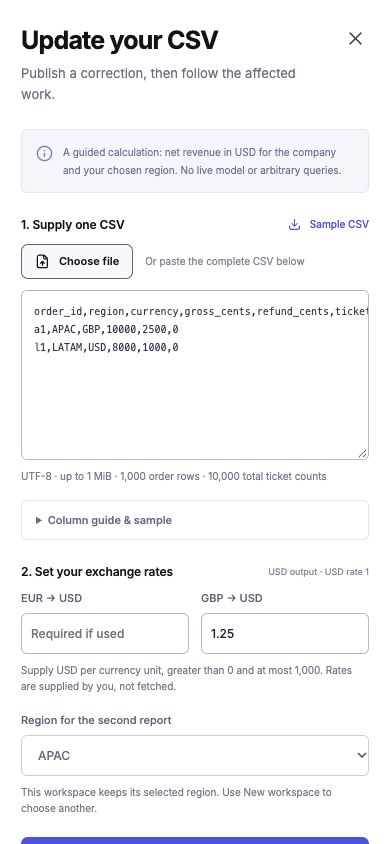 Update your CSV
Publish a correction, then follow the affected
work.
A guided calculation: net revenue in USD for the company
and your chosen region. No live model or arbitrary queries.
1. Supply one CSV
Sample CSV
Choose file
Or paste the complete CSV below
order_id,region,currency,gross_cents,refund_cents,ticket
a1,APAC,GBP,10000,2500,0
l1,LATAM,USD,8000,1000,0
UTF-8 · up to 1 MiB · 1,000 order rows · 10,000 total ticket counts
Column guide & sample
2. Set your exchange rates
USD output · USD rate 1
EUR → USD
GBP → USD
Required if used
1.25
Supply USD per currency unit, greater than 0 and at most 1,000. Rates
are supplied by you, not fetched.
Region for the second report
APAC
This workspace keeps its selected region. Use New workspace to
choose another.